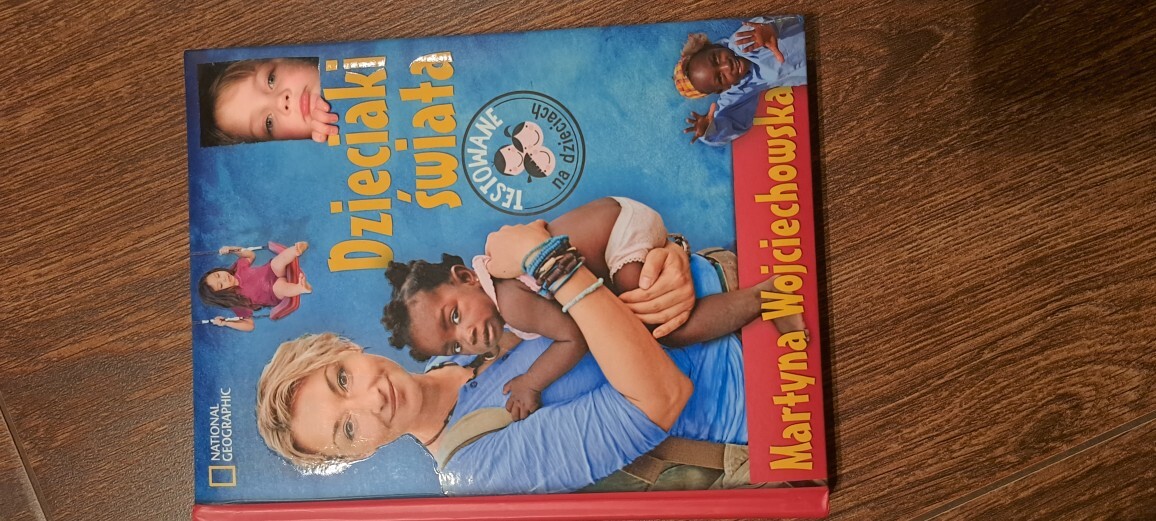 NATIONAL
GEOGRAPHIC
Dzieciaki
świata
TESTOWANE
na dzieciach
Martyna Wojciechowska